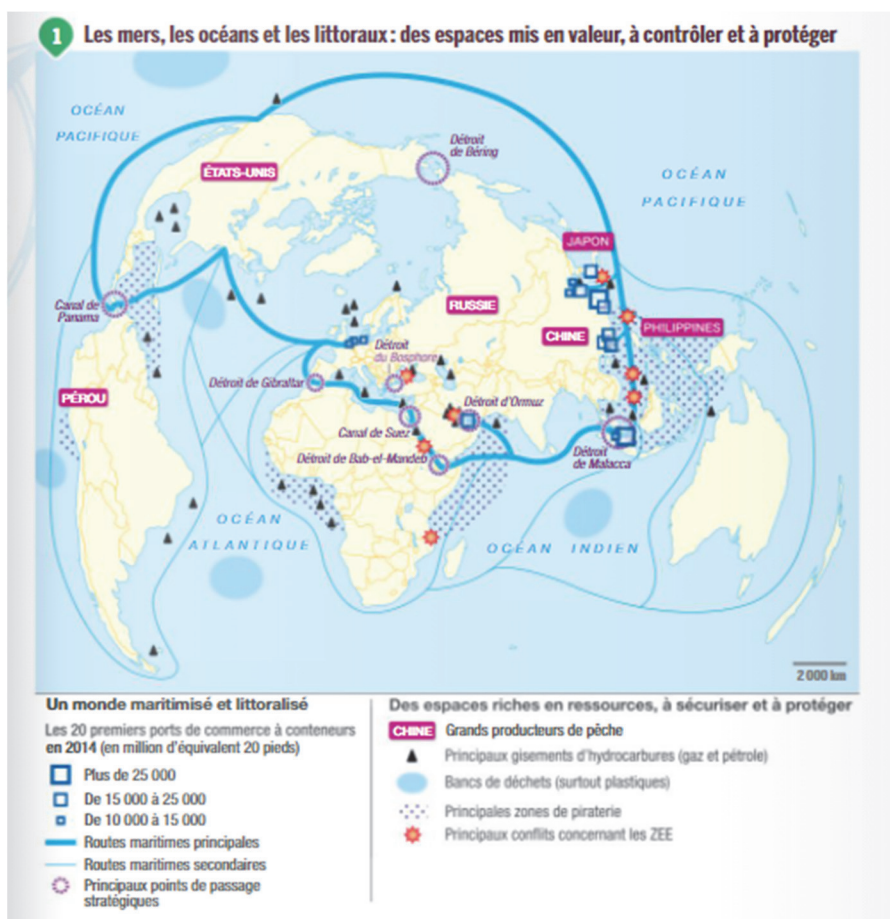 1 Les mers, les océans et les littoraux : des espaces mis en valeur, à contrôler et à protéger
OCÉAN
PACIFIQUE
Détroit
de Béring
ÉTATS-UNIS
OCÉAN
PACIFIQUE
JAPON
Canal de
Panama
RUSSIE
CHINE
PHILIPPINES
Détroit
du Bosphore
Détroit de Gibraltar
PÉROU
Détroit d'Ormuz
Canal de Suez
Détroit de Bab-el-Mandeb
Détroit
de Malacca
OCÉAN
ATLANTIQUE
OCÉAN INDIEN
2 000 km
Un monde maritimisé et littoralisé
Les 20 premiers ports de commerce à conteneurs
en 2014 (en million d'équivalent 20 pieds)
Plus de 25 000
De 15 000 à 25 000
De 10 000 à 15 000
Routes maritimes principales
Routes maritimes secondaires
Principaux points de passage
stratégiques
Des espaces riches en ressources, à sécuriser et à protéger
CHINE Grands producteurs de pêche
Principaux gisements d'hydrocarbures (gaz et pétrole)
Bancs de déchets (surtout plastiques)
Principales zones de piraterie
Principaux conflits concernant les ZEE